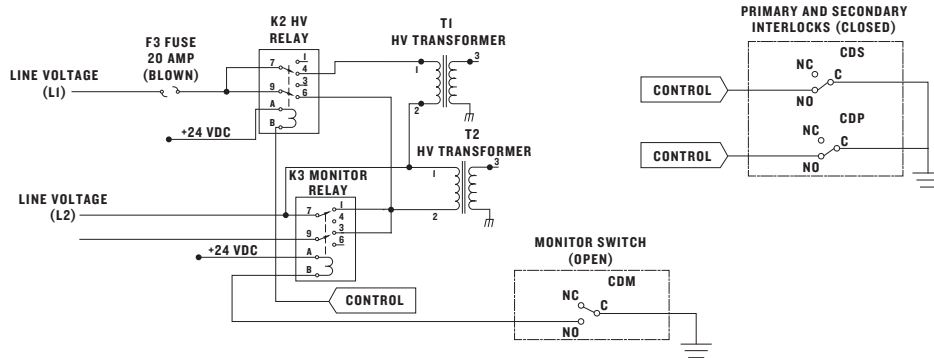 K2 HV
RELAY
T1
HV TRANSFORMER
PRIMARY AND SECONDARY
INTERLOCKS (CLOSED)
F3 FUSE
20 AMP
(BLOWN)
LINE VOLTAGE
(L1)
7
1
4
3
9
6
A
B
+24 VDC
1
2
3
T2
HV TRANSFORMER
1
2
3
CDS
NC
C
NO
CONTROL
CDP
NC
C
NO
CONTROL
K3 MONITOR
RELAY
LINE VOLTAGE
(L2)
7
1
4
3
9
6
A
B
+24 VDC
CONTROL
MONITOR SWITCH
(OPEN)
CDM
NC
C
NO